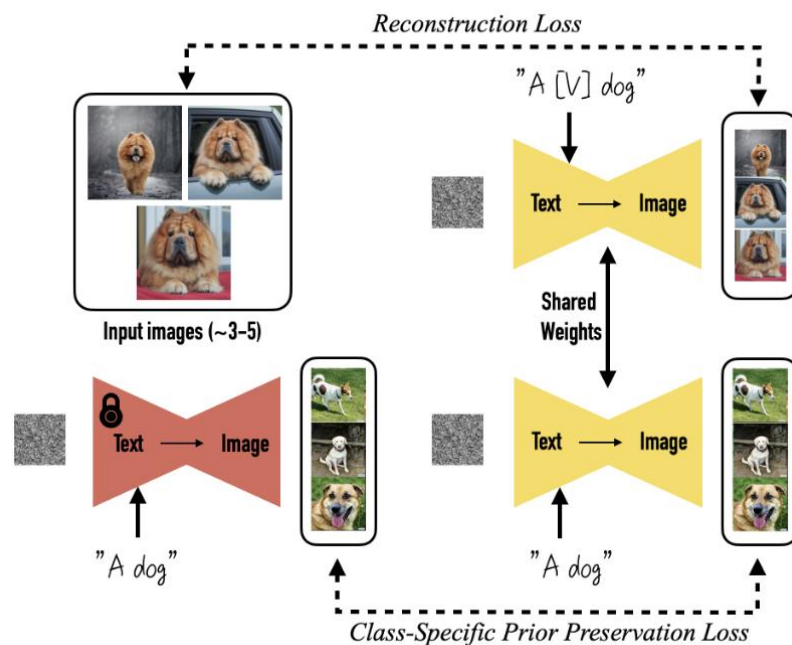 Reconstruction Loss
"A [V] dog"
Text → Image
Input images (~3-5)
Shared
Weights
Text → Image
Text → Image
"A dog"
"A dog"
Class-Specific Prior Preservation Loss